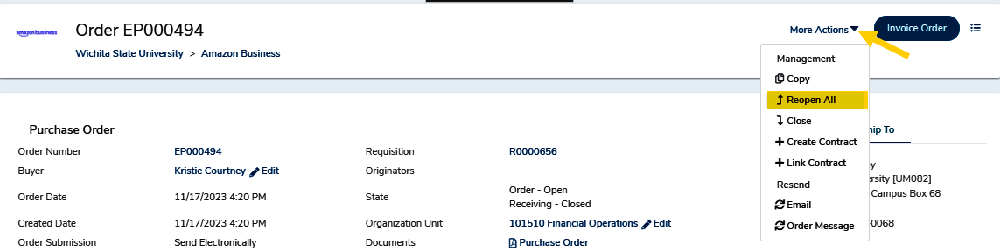 amazon business
Order EP000494
More Actions
Invoice Order
Wichita State University > Amazon Business
Management
Copy
Reopen All
Close
Create Contract
Link Contract
Resend
Email
Order Message
Purchase Order
Order Number EP000494 Requisition R0000656
Buyer Kristie Courtney Edit Originators
Order Date 11/17/2023 4:20 PM State Order - Open
Receiving - Closed
Created Date 11/17/2023 4:20 PM Organization Unit 101510 Financial Operations Edit
Order Submission Send Electronically Documents Purchase Order
To
[UM082]
Campus Box 68
0068